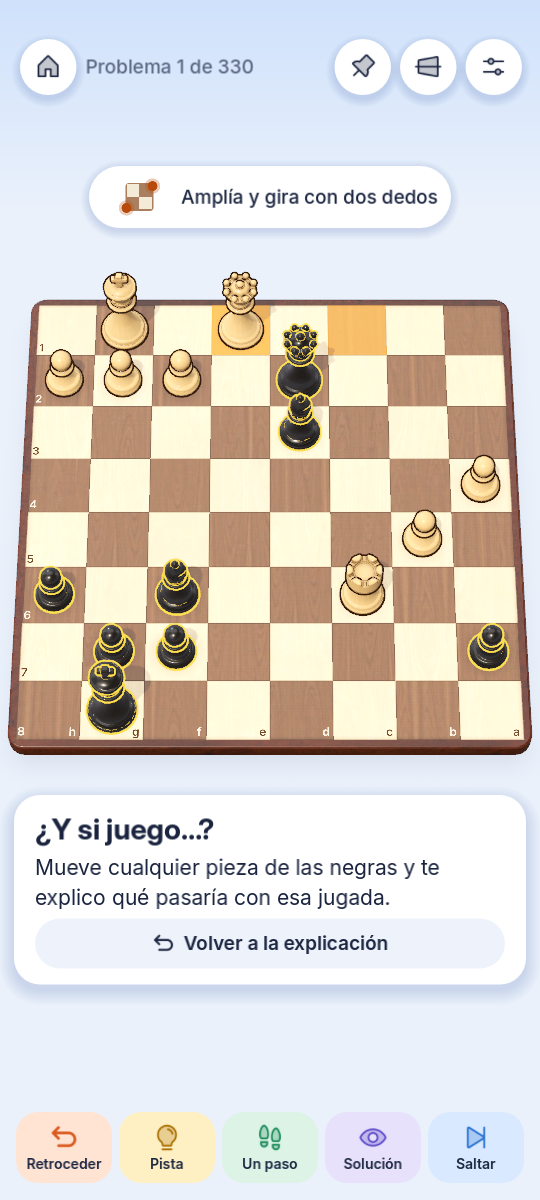 Problema 1 de 330
Amplía y gira con dos dedos
1
2
3
4
5
6
7
8 h g f e d c b a
¿Y si juego...?
Mueve cualquier pieza de las negras y te
explico qué pasaría con esa jugada.
Volver a la explicación
Retroceder Pista Un paso Solución Saltar